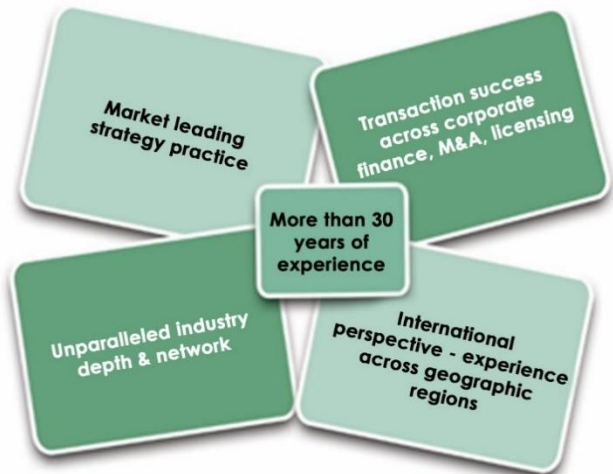 Market leading
strategy practice
Transaction success
across corporate
finance, M&A, licensing
More than 30
years of
experience
Unparalleled industry
depth & network
International
perspective - experience
across geographic
regions